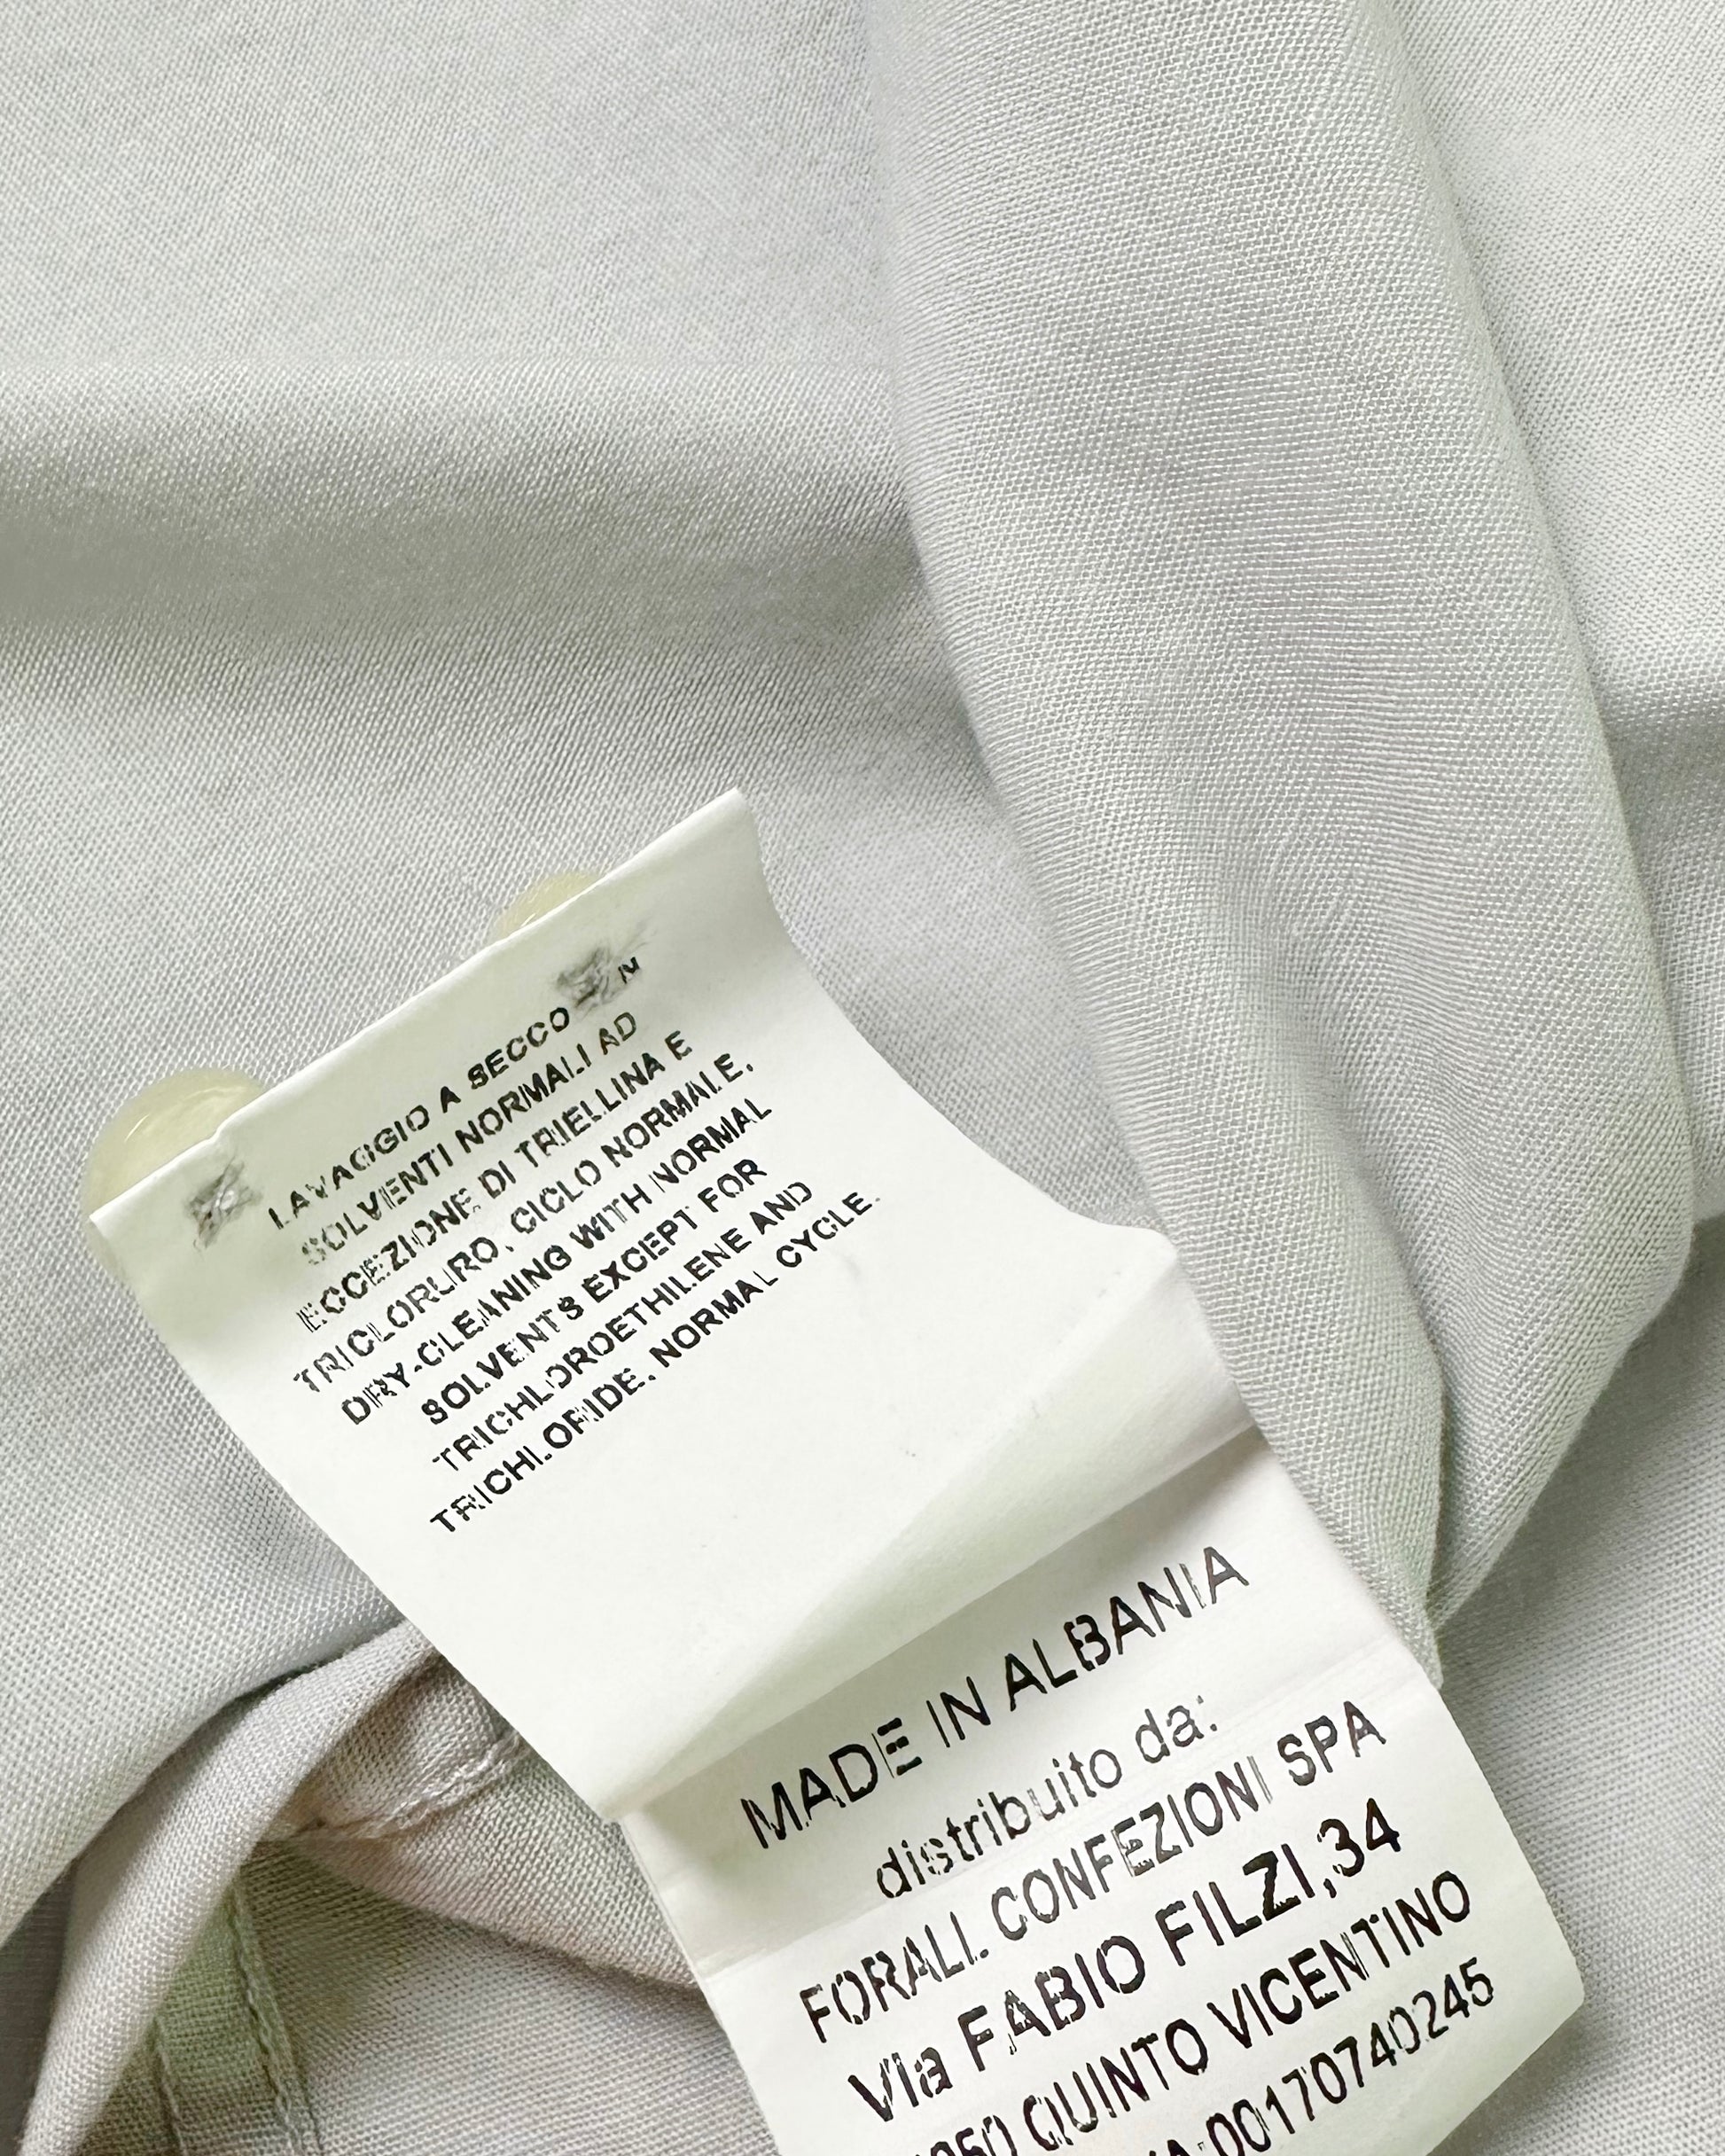 LAVAGGIO A SECCO N
SOLVENTI NORMALI AD
ECCEZIONE DI TRIELLINA E
TRICLORURO. CICLO NORMALE.
DRY-CLEANING WITH NORMAL
SOLVENTS EXCEPT FOR
TRICHLOROETHILENE AND
TRICHLORIDE. NORMAL CYCLE.
MADE IN ALBANIA
distribuito da:
FORALL CONFEZIONI SPA
Via FABIO FILZI,34
QUINTO VICENTINO
00170740245